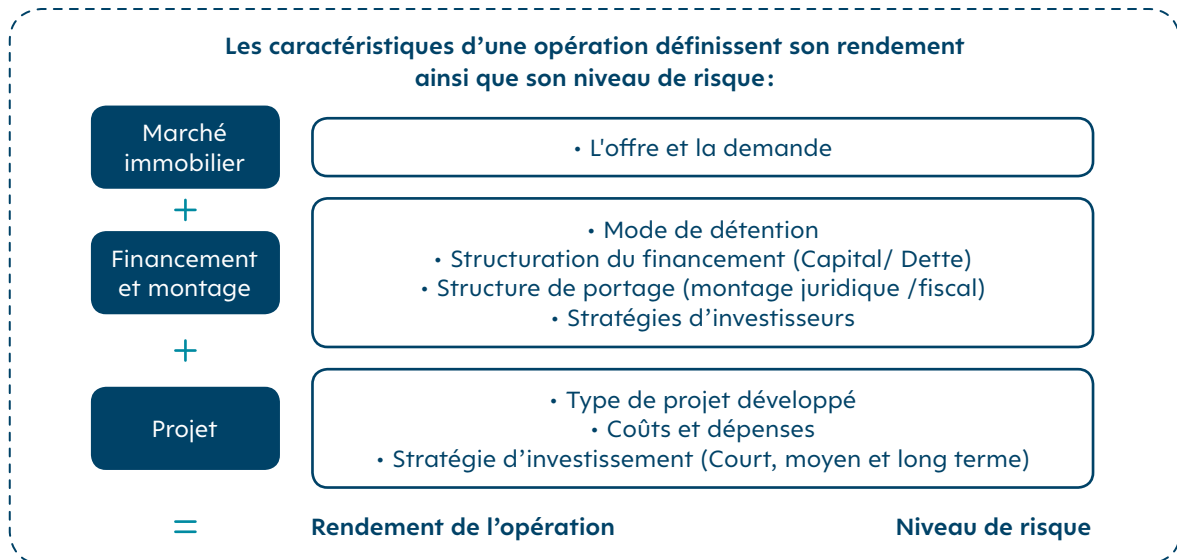 Les caractéristiques d’une opération définissent son rendement
ainsi que son niveau de risque :
Marché
immobilier
• L'offre et la demande
+
Financement
et montage
• Mode de détention
• Structuration du financement (Capital/ Dette)
• Structure de portage (montage juridique /fiscal)
• Stratégies d’investisseurs
+
Projet
• Type de projet développé
• Coûts et dépenses
• Stratégie d’investissement (Court, moyen et long terme)
= Rendement de l’opération Niveau de risque